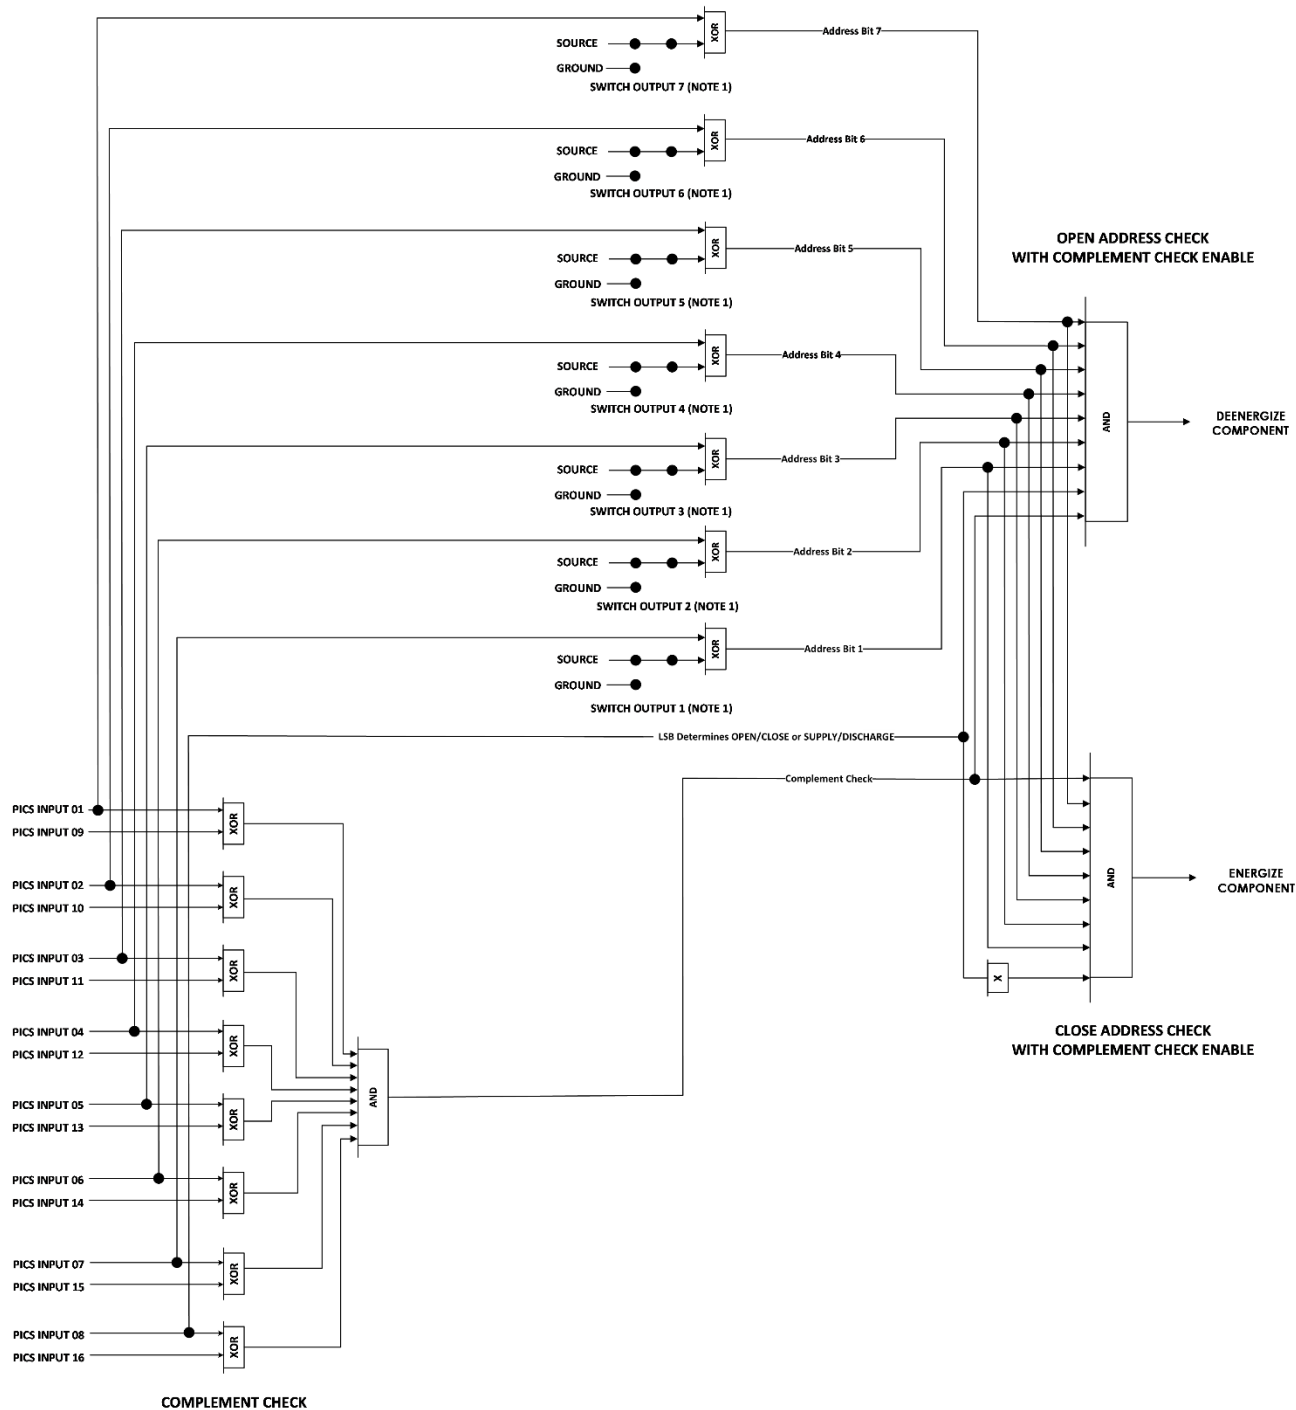 XOR
Address Bit 7
SOURCE
GROUND
SWITCH OUTPUT 7 (NOTE 1)
XOR
Address Bit 6
SOURCE
GROUND
SWITCH OUTPUT 6 (NOTE 1)
XOR
Address Bit 5
SOURCE
GROUND
SWITCH OUTPUT 5 (NOTE 1)
OPEN ADDRESS CHECK
WITH COMPLEMENT CHECK ENABLE
XOR
Address Bit 4
SOURCE
GROUND
SWITCH OUTPUT 4 (NOTE 1)
AND
DEENERGIZE
COMPONENT
XOR
Address Bit 3
SOURCE
GROUND
SWITCH OUTPUT 3 (NOTE 1)
XOR
Address Bit 2
SOURCE
GROUND
SWITCH OUTPUT 2 (NOTE 1)
XOR
Address Bit 1
SOURCE
GROUND
SWITCH OUTPUT 1 (NOTE 1)
LSB Determines OPEN/CLOSE or SUPPLY/DISCHARGE
Complement Check
PICS INPUT 01
PICS INPUT 09
XOR
PICS INPUT 02
PICS INPUT 10
XOR
AND
ENERGIZE
COMPONENT
PICS INPUT 03
PICS INPUT 11
XOR
X
CLOSE ADDRESS CHECK
WITH COMPLEMENT CHECK ENABLE
PICS INPUT 04
PICS INPUT 12
XOR
AND
PICS INPUT 05
PICS INPUT 13
XOR
PICS INPUT 06
PICS INPUT 14
XOR
PICS INPUT 07
PICS INPUT 15
XOR
PICS INPUT 08
PICS INPUT 16
XOR
COMPLEMENT CHECK